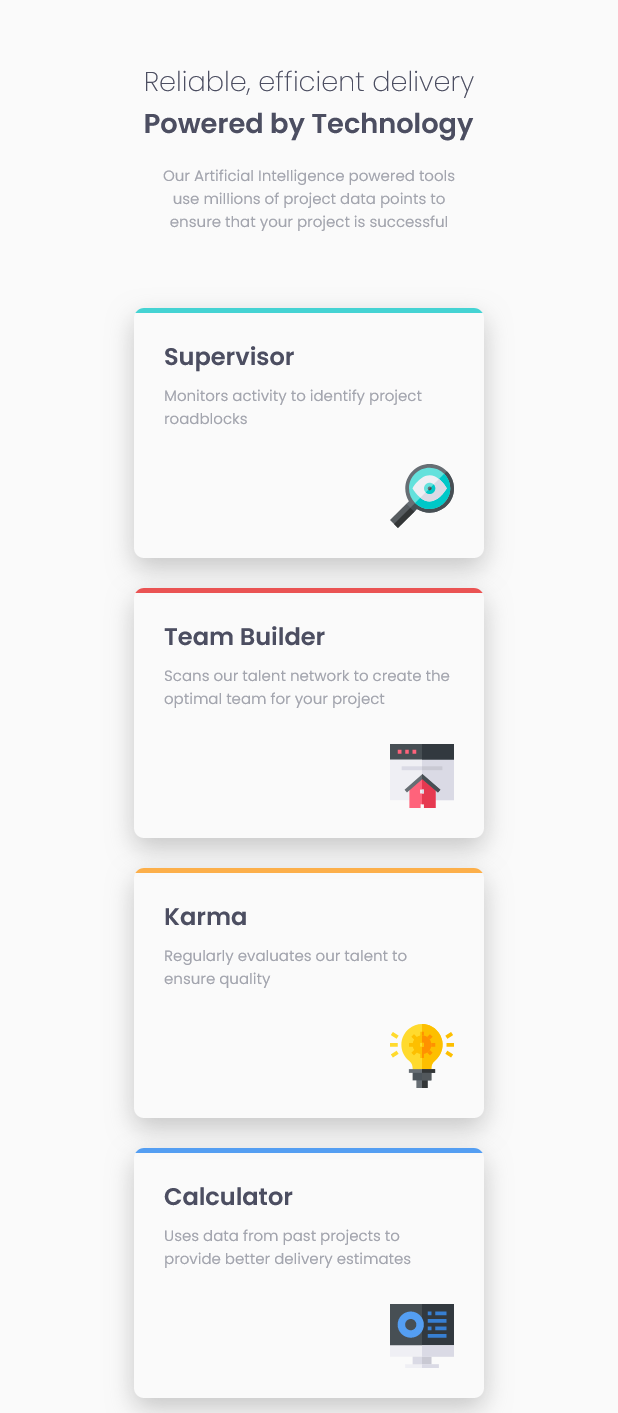 Reliable, efficient delivery
Powered by Technology
Our Artificial Intelligence powered tools
use millions of project data points to
ensure that your project is successful
Supervisor
Monitors activity to identify project
roadblocks
Team Builder
Scans our talent network to create the
optimal team for your project
Karma
Regularly evaluates our talent to
ensure quality
Calculator
Uses data from past projects to
provide better delivery estimates